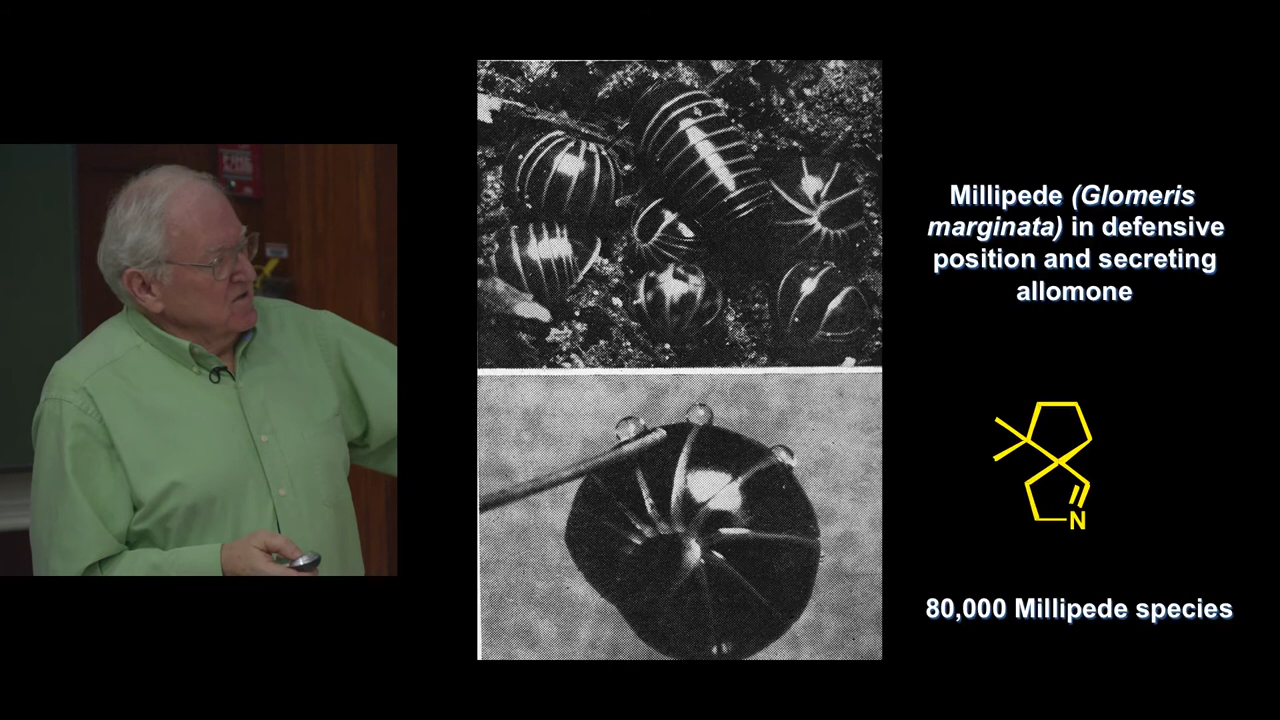 Millipede (Glomeris
marginata) in defensive
position and secreting
allomone
N
80,000 Millipede species